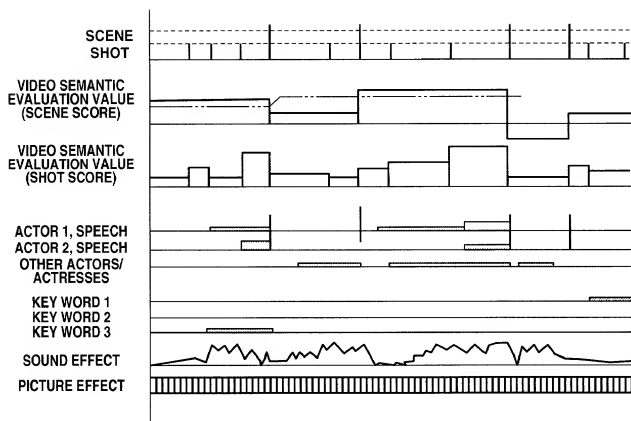 SCENE
SHOT
VIDEO SEMANTIC
EVALUATION VALUE
(SCENE SCORE)
VIDEO SEMANTIC
EVALUATION VALUE
(SHOT SCORE)
ACTOR 1, SPEECH
ACTOR 2, SPEECH
OTHER ACTORS/
ACTRESSES
KEY WORD 1
KEY WORD 2
KEY WORD 3
SOUND EFFECT
PICTURE EFFECT